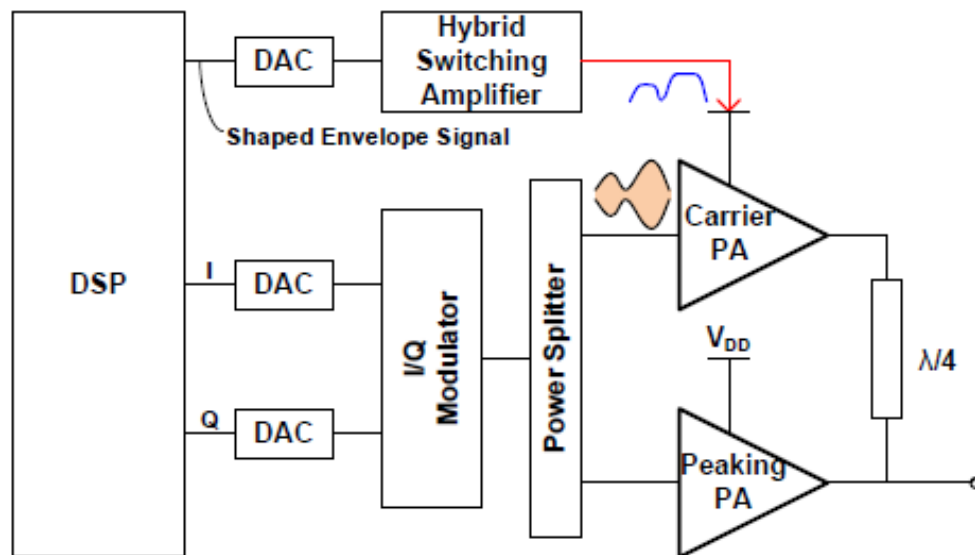 DSP
DAC
Hybrid
Switching
Amplifier
Shaped Envelope Signal
I
DAC
Q
DAC
I/Q
Modulator
Power Splitter
Carrier
PA
V_DD
Peaking
PA
λ/4